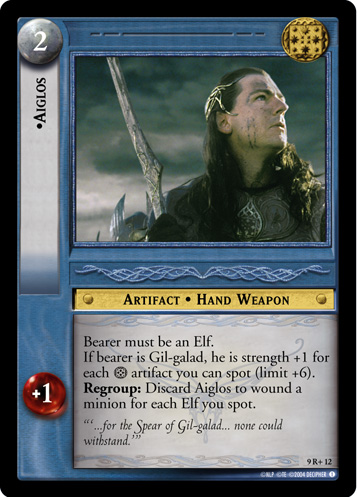 2
•Aiglos
Artifact • Hand Weapon
Bearer must be an Elf.
If bearer is Gil-galad, he is strength +1 for
each artifact you can spot (limit +6).
Regroup: Discard Aiglos to wound a
minion for each Elf you spot.
+1
“‘...for the Spear of Gil-galad... none could
withstand.’”
9 R+ 12
©NLP ©TE ©2004 DECIPHER